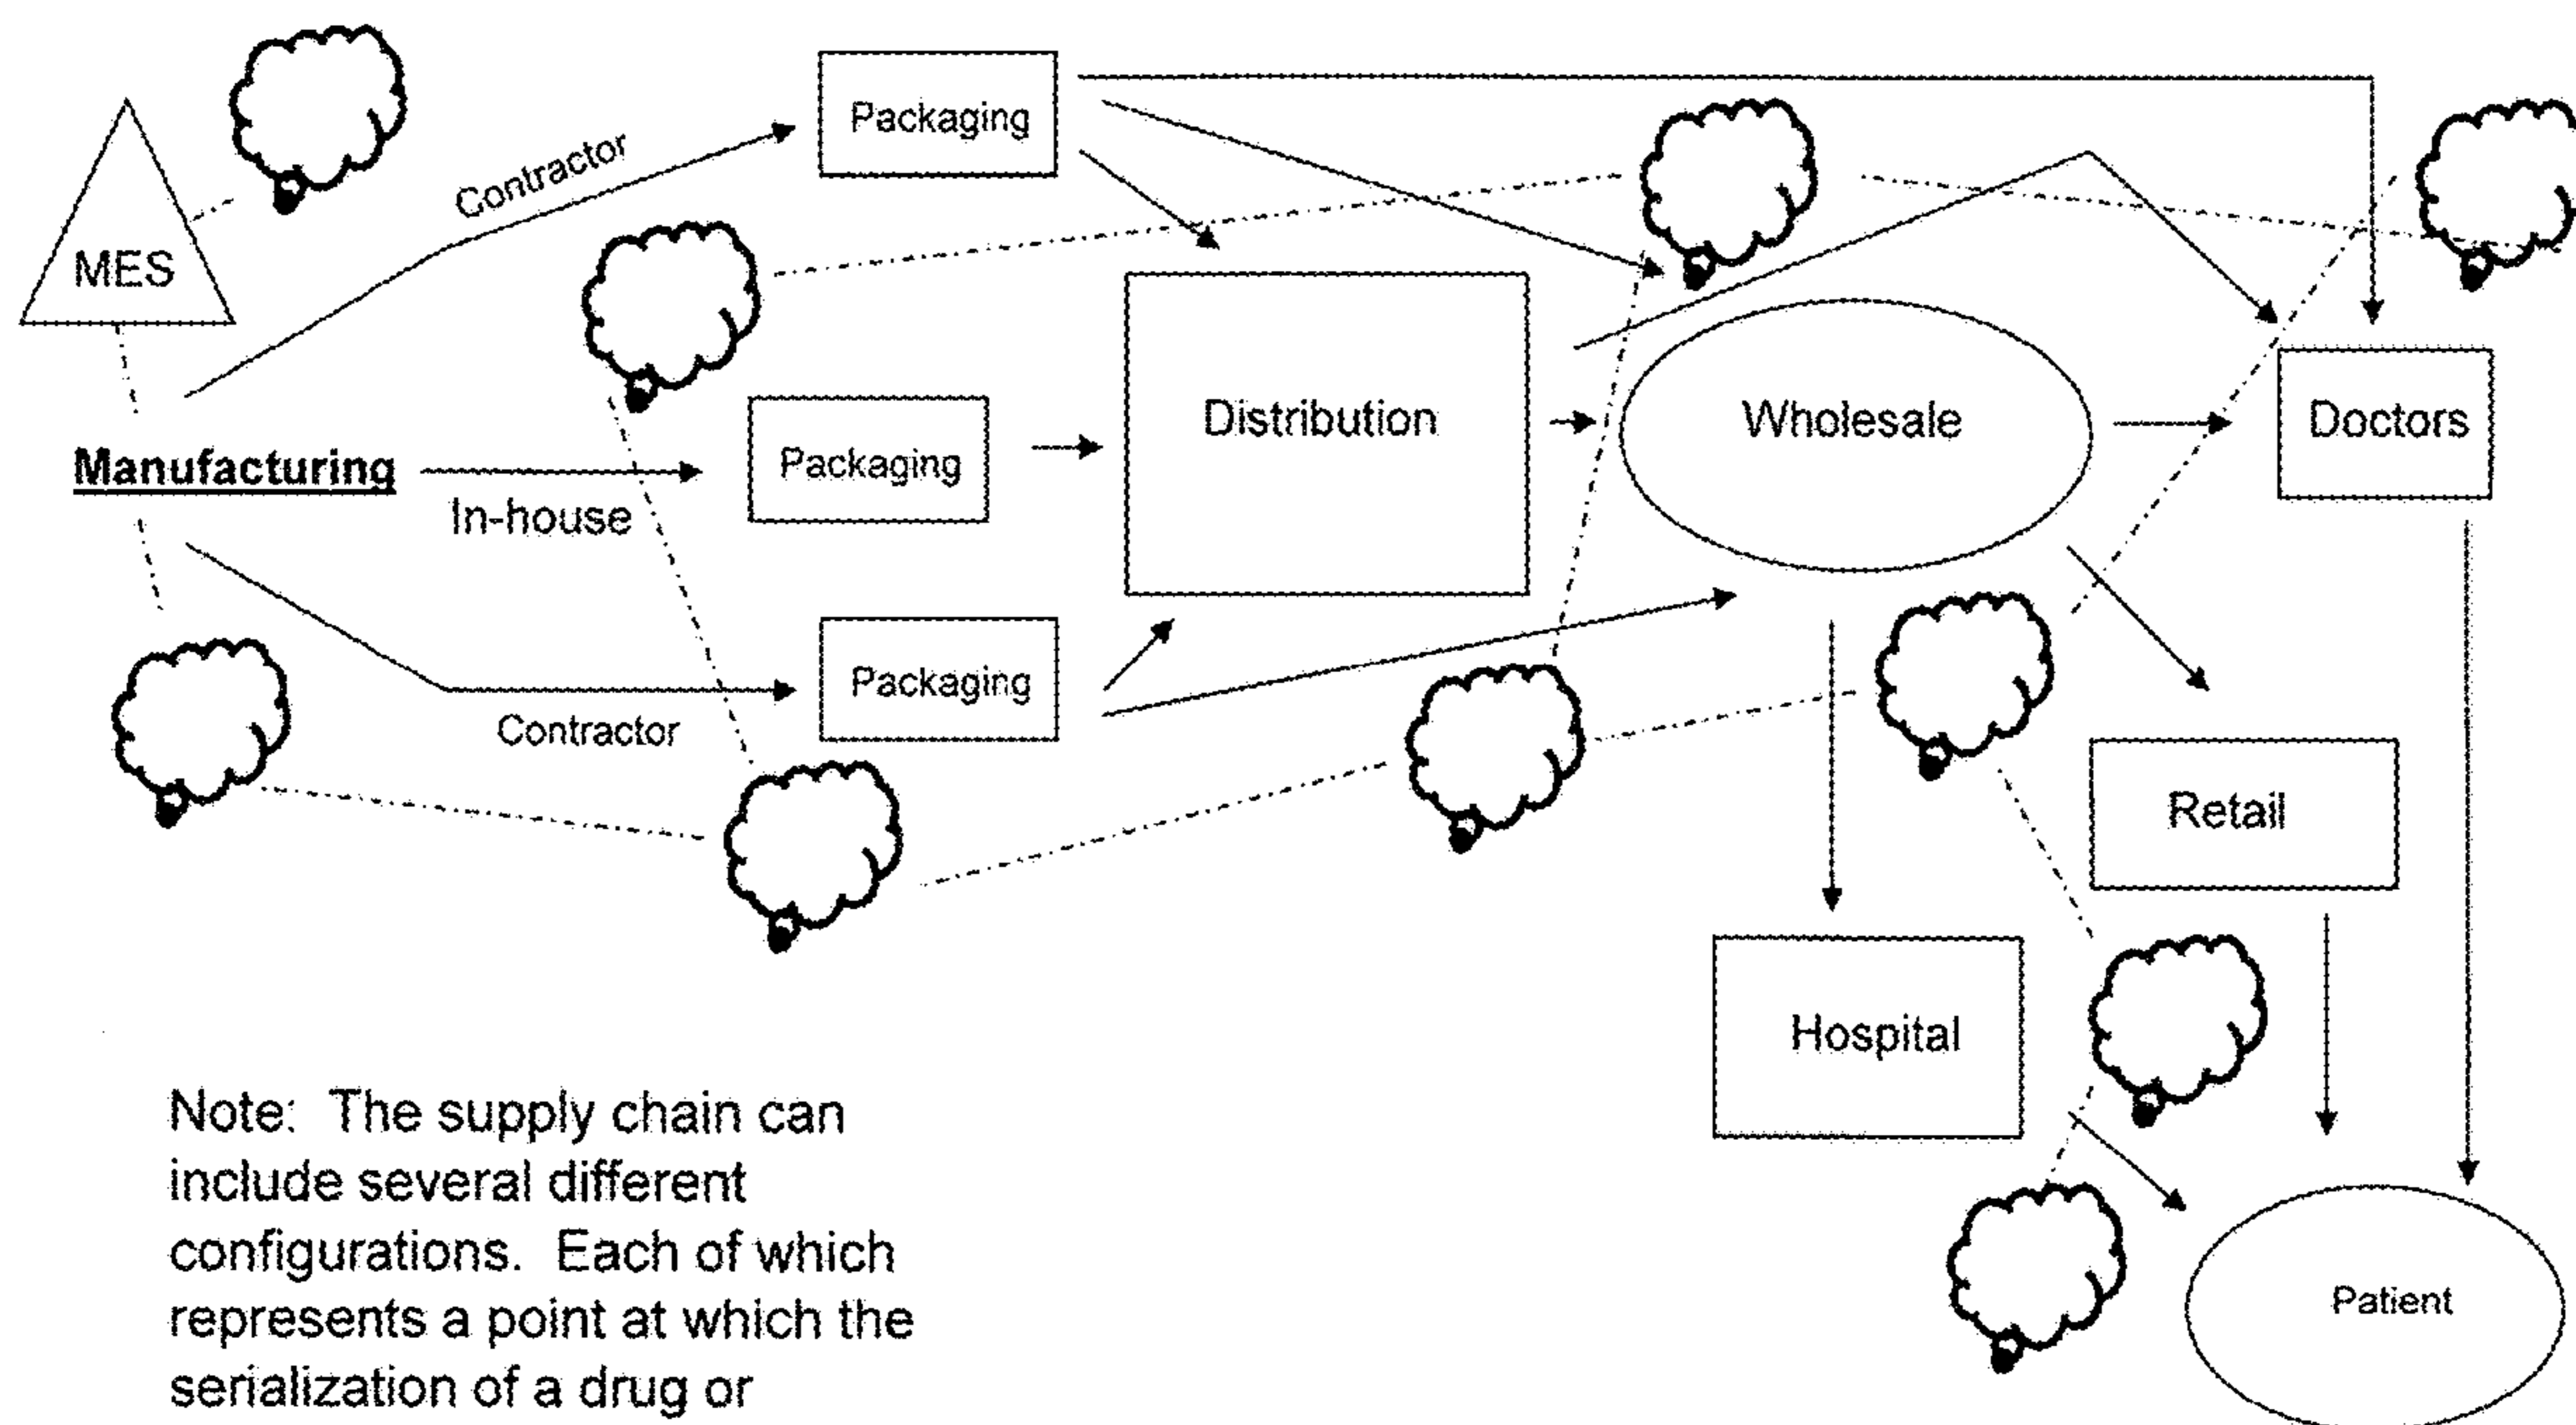 Packaging
Contractor
MES
Distribution
Wholesale
Doctors
Manufacturing
Packaging
In-house
Packaging
Contractor
Retail
Hospital
Patient
Note: The supply chain can
include several different
configurations. Each of which
represents a point at which the
serialization of a drug or